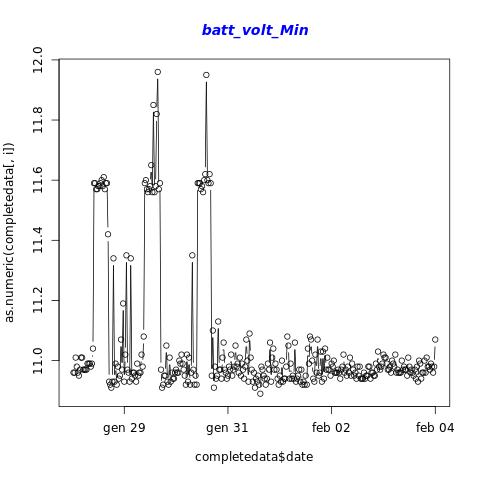 batt_volt_Min
as.numeric(completedata[, i])
12.0
11.8
11.6
11.4
11.2
11.0
gen 29 gen 31 feb 02 feb 04
completedata$date